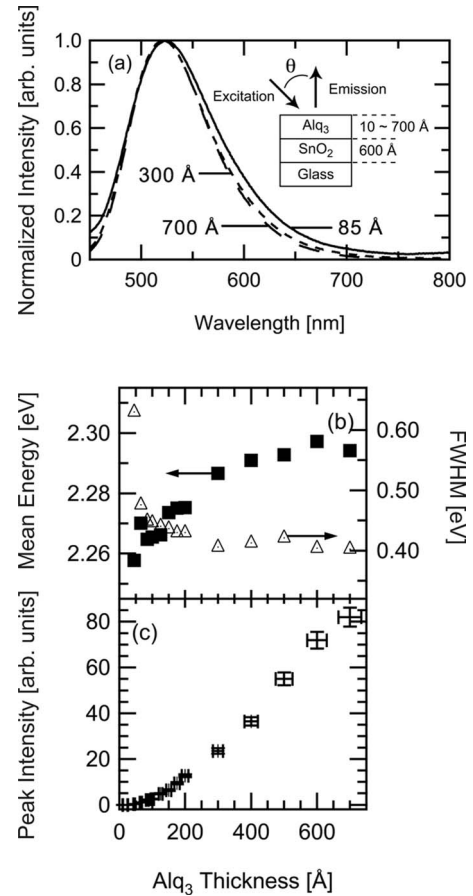 Normalized Intensity [arb. units]
1.0
0.8
0.6
0.4
0.2
0
(a)
θ
Excitation
Emission
Alq3
10 ~ 700 Å
SnO2
600 Å
Glass
300 Å
700 Å
85 Å
500
600
700
800
Wavelength [nm]
Mean Energy [eV]
2.30
2.28
2.26
(b)
0.60
0.50
0.40
FWHM [eV]
Peak Intensity [arb. units]
80
60
40
20
0
(c)
0
200
400
600
Alq3 Thickness [Å]